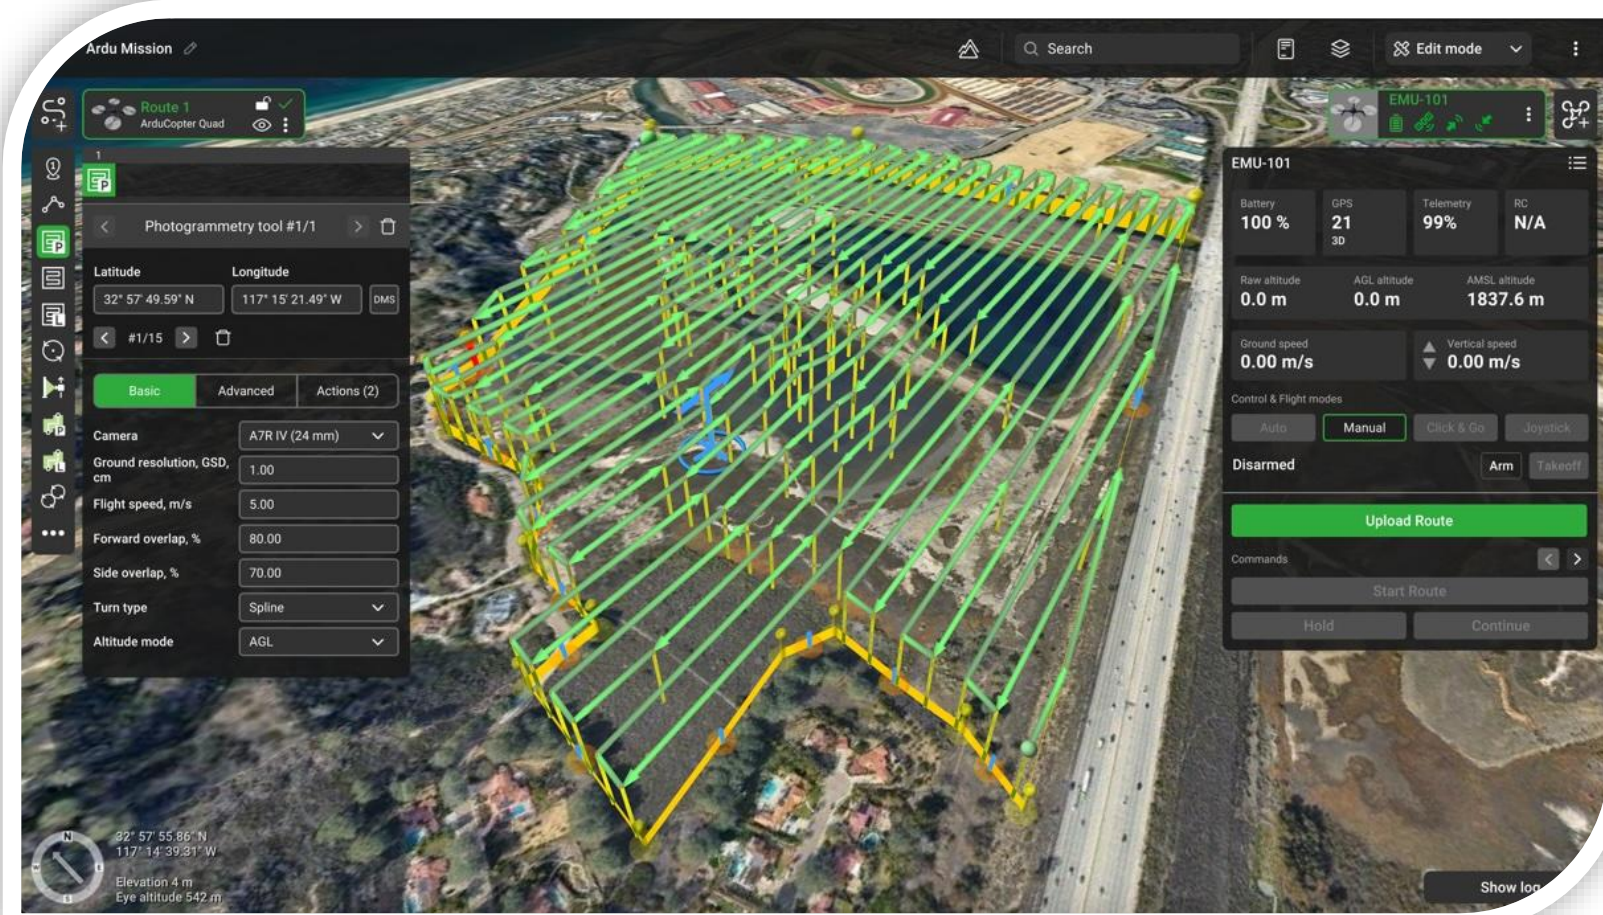 Ardu Mission
Search
Edit mode
Route 1
ArduCopter Quad
1
Photogrammetry tool #1/1
Latitude
Longitude
32° 57' 49.59" N
117° 15' 21.49" W
DMS
#1/15
Basic
Advanced
Actions (2)
Camera
A7R IV (24 mm)
Ground resolution, GSD,
cm
1.00
Flight speed, m/s
5.00
Forward overlap, %
80.00
Side overlap, %
70.00
Turn type
Spline
Altitude mode
AGL
N
E
S
32° 57' 55.86" N
117° 14' 39.31" W
Elevation 4 m
Eye altitude 542 m
EMU-101
EMU-101
Battery
100 %
GPS
21
3D
Telemetry
99%
RC
N/A
Raw altitude
0.0 m
AGL altitude
0.0 m
AMSL altitude
1837.6 m
Ground speed
0.00 m/s
Vertical speed
0.00 m/s
Control & Flight modes
Auto
Manual
Click & Go
Joystick
Disarmed
Arm
Takeoff
Upload Route
Commands
Start Route
Hold
Continue
Show log